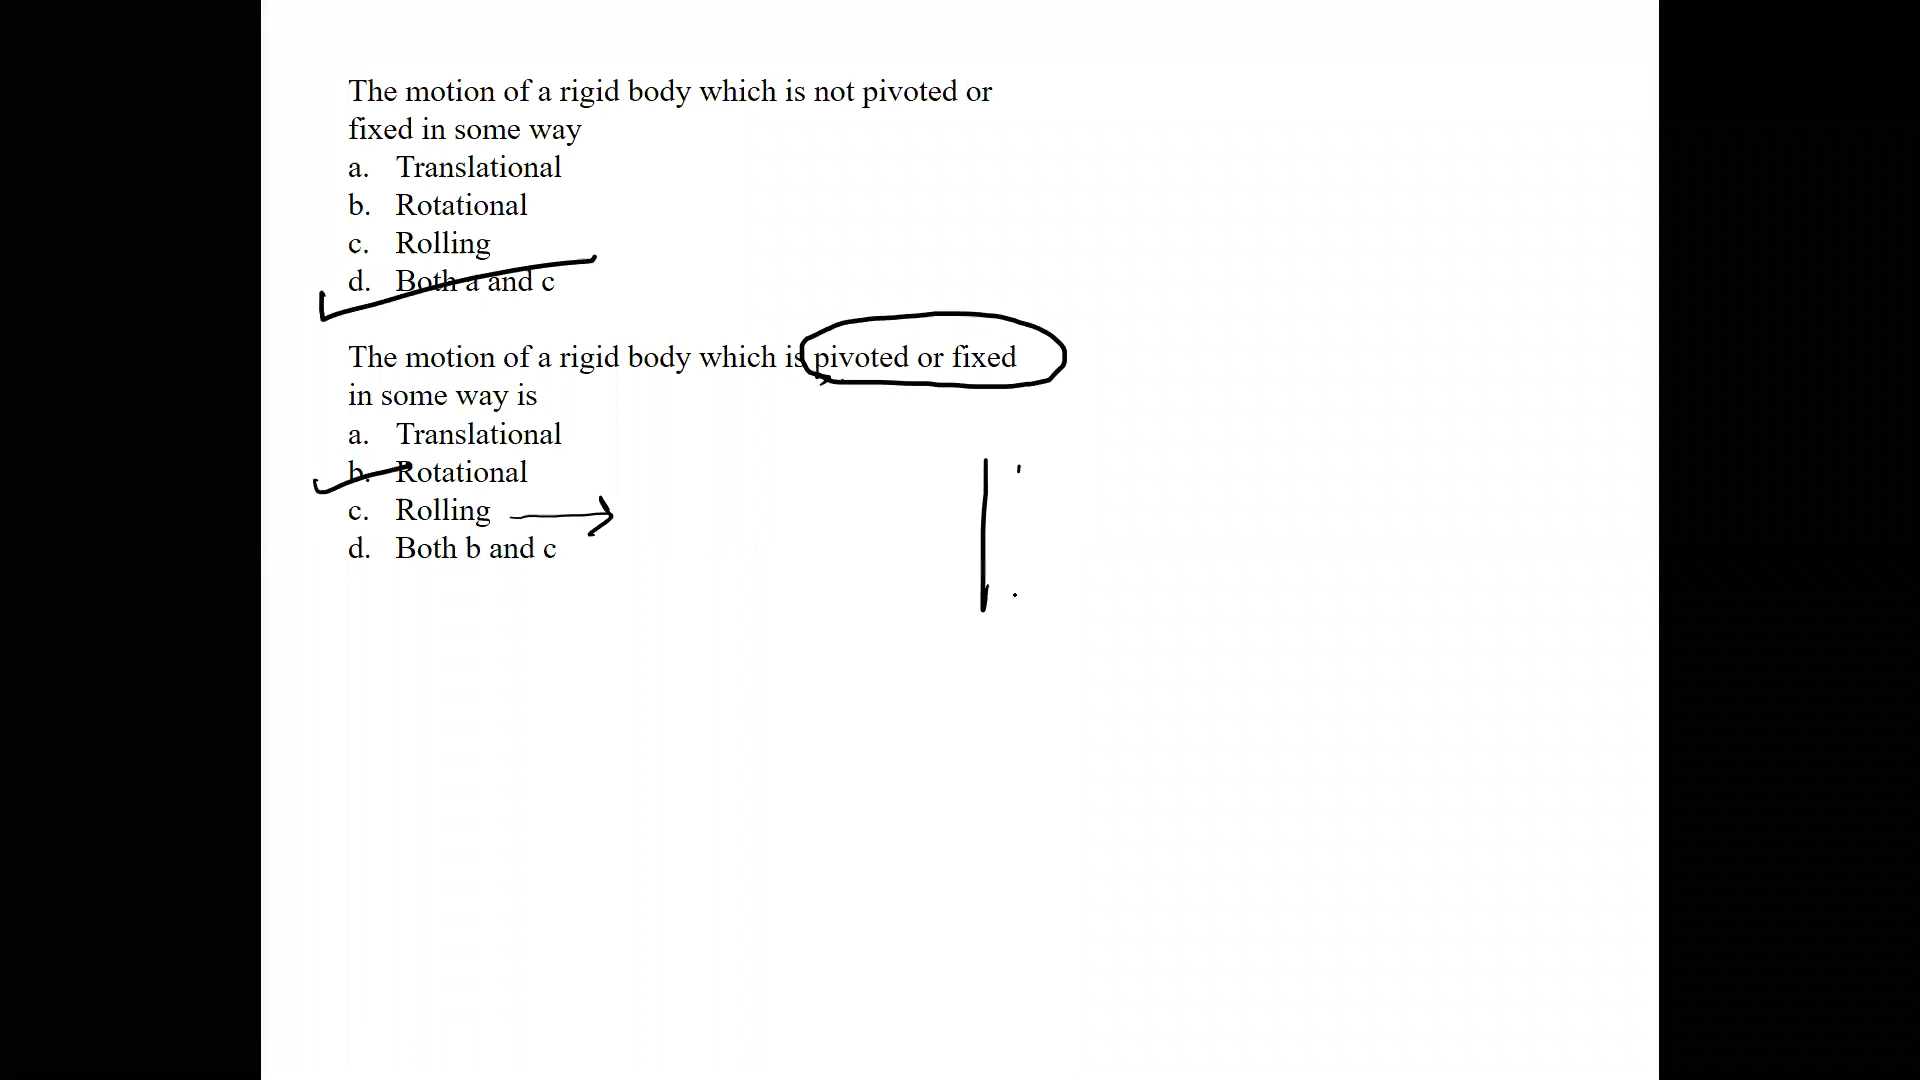 The motion of a rigid body which is not pivoted or
fixed in some way
a. Translational
b. Rotational
c. Rolling
d. Both a and c
The motion of a rigid body which is pivoted or fixed
in some way is
a. Translational
b. Rotational
c. Rolling
d. Both b and c